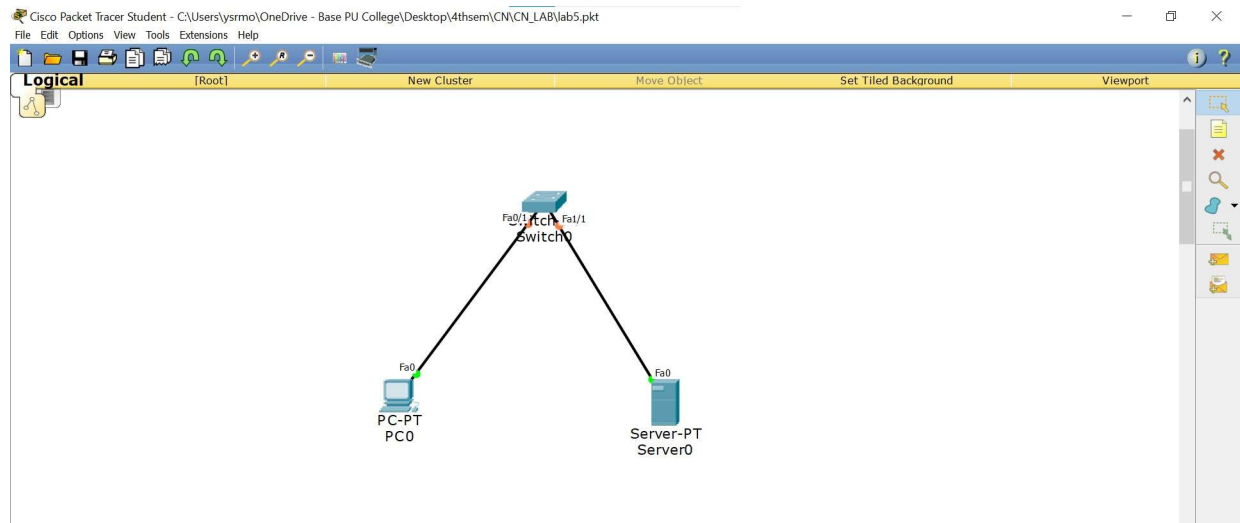 Cisco Packet Tracer Student - C:\Users\ysrmo\OneDrive - Base PU College\Desktop\4thsem\CN\CN_LAB\lab5.pkt
File Edit Options View Tools Extensions Help
Logical [Root] New Cluster Move Object Set Tiled Background Viewport
Fa0/1 Fa1/1
Switch0
Fa0
PC-PT
PC0
Fa0
Server-PT
Server0